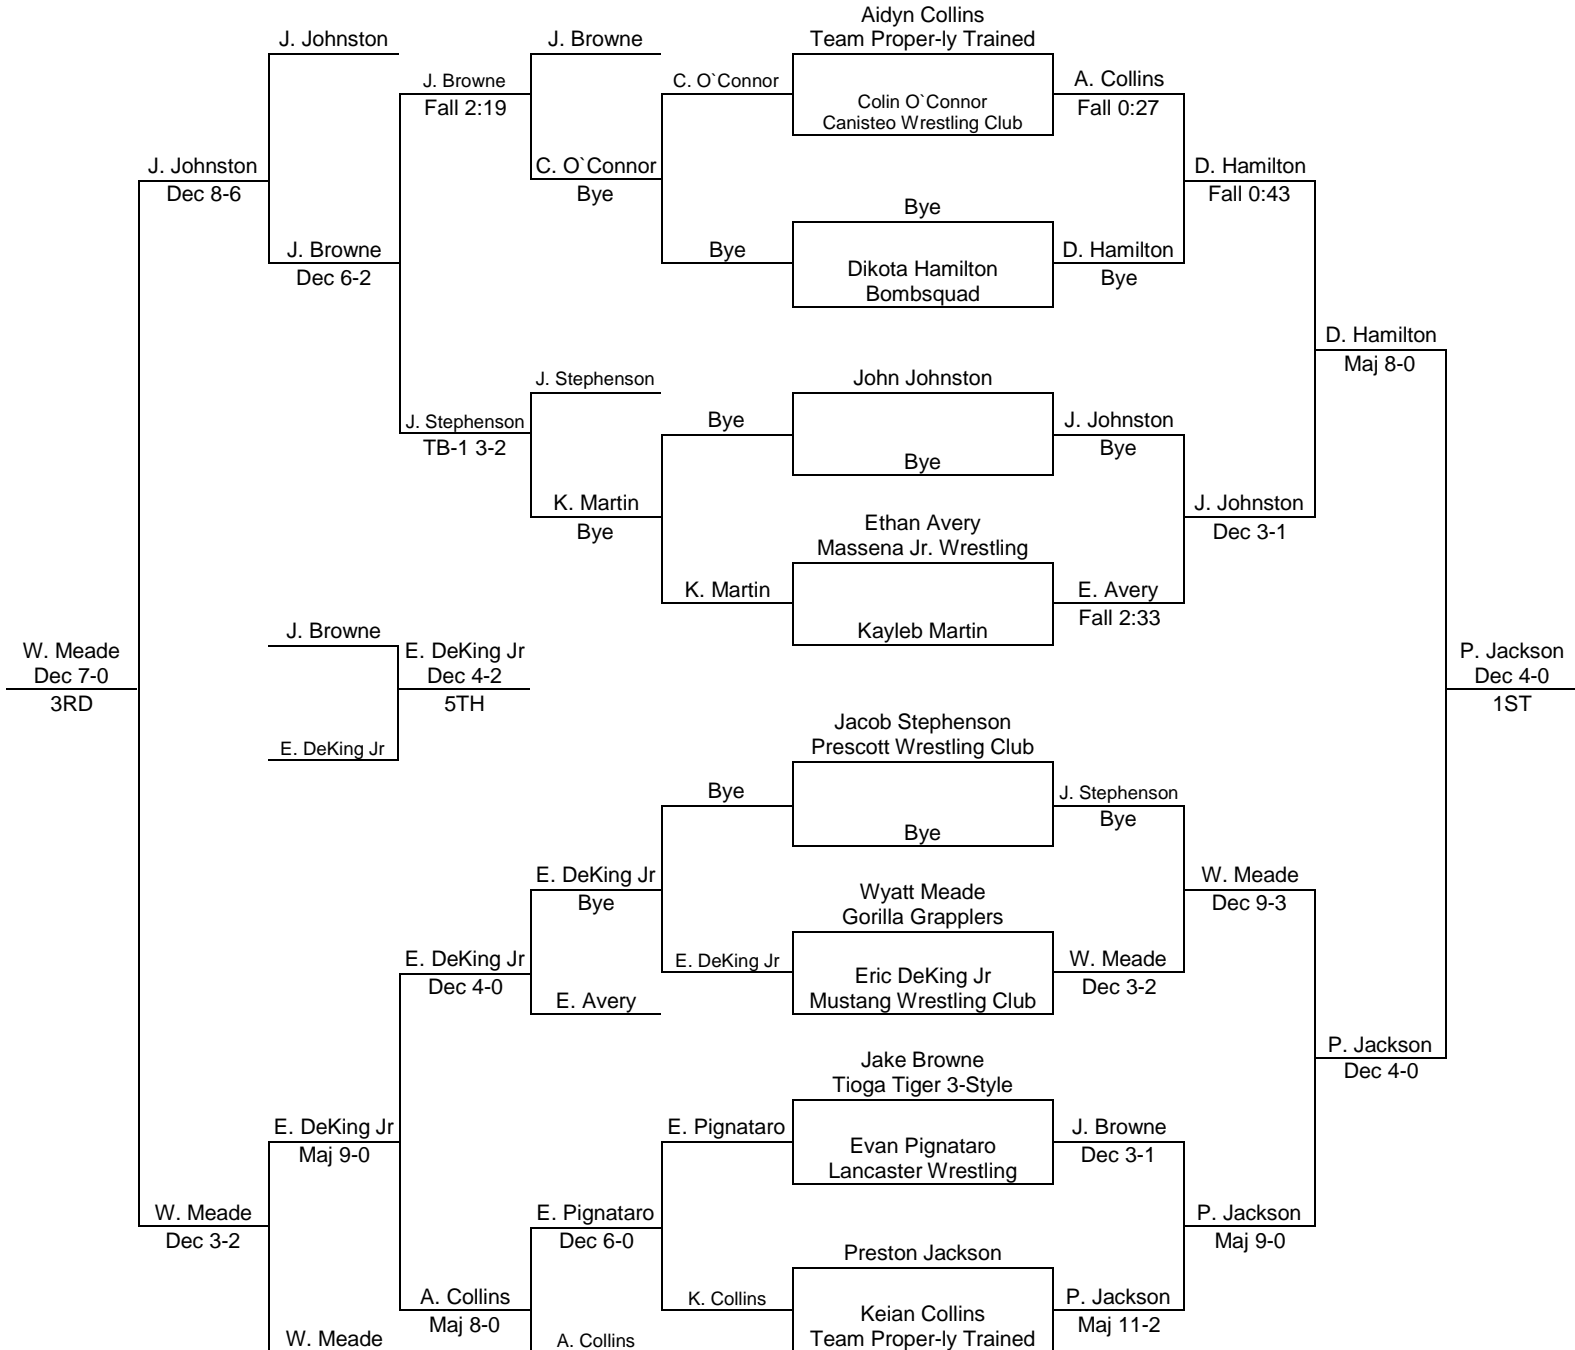 Aidyn Collins
J. Johnston
J. Browne
Team Proper-ly Trained
J. Browne
C. O`Connor
A. Collins
Fall 2:19
Colin O`Connor
Fall 0:27
Canisteo Wrestling Club
J. Johnston
C. O`Connor
D. Hamilton
Dec 8-6
Bye
Fall 0:43
Bye
J. Browne
Bye
D. Hamilton
Dec 6-2
Dikota Hamilton
Bye
Bombsquad
D. Hamilton
Maj 8-0
J. Stephenson
John Johnston
J. Stephenson
Bye
J. Johnston
TB-1 3-2
Bye
Bye
K. Martin
J. Johnston
Bye
Ethan Avery
Dec 3-1
Massena Jr. Wrestling
K. Martin
E. Avery
Fall 2:33
J. Browne
Kayleb Martin
W. Meade
E. DeKing Jr
P. Jackson
Dec 7-0
Dec 4-2
Dec 4-0
3RD
5TH
1ST
E. DeKing Jr
Jacob Stephenson
Prescott Wrestling Club
Bye
J. Stephenson
Bye
Bye
E. DeKing Jr
W. Meade
Bye
Wyatt Meade
Dec 9-3
Gorilla Grapplers
E. DeKing Jr
E. DeKing Jr
W. Meade
Dec 4-0
Eric DeKing Jr
Dec 3-2
E. Avery
Mustang Wrestling Club
P. Jackson
Jake Browne
Dec 4-0
Tioga Tiger 3-Style
E. DeKing Jr
E. Pignataro
J. Browne
Maj 9-0
Evan Pignataro
Dec 3-1
Lancaster Wrestling
W. Meade
E. Pignataro
P. Jackson
Dec 3-2
Dec 6-0
Maj 9-0
Preston Jackson
A. Collins
K. Collins
P. Jackson
Maj 8-0
Keian Collins
Maj 11-2
W. Meade
A. Collins
Team Proper-ly Trained